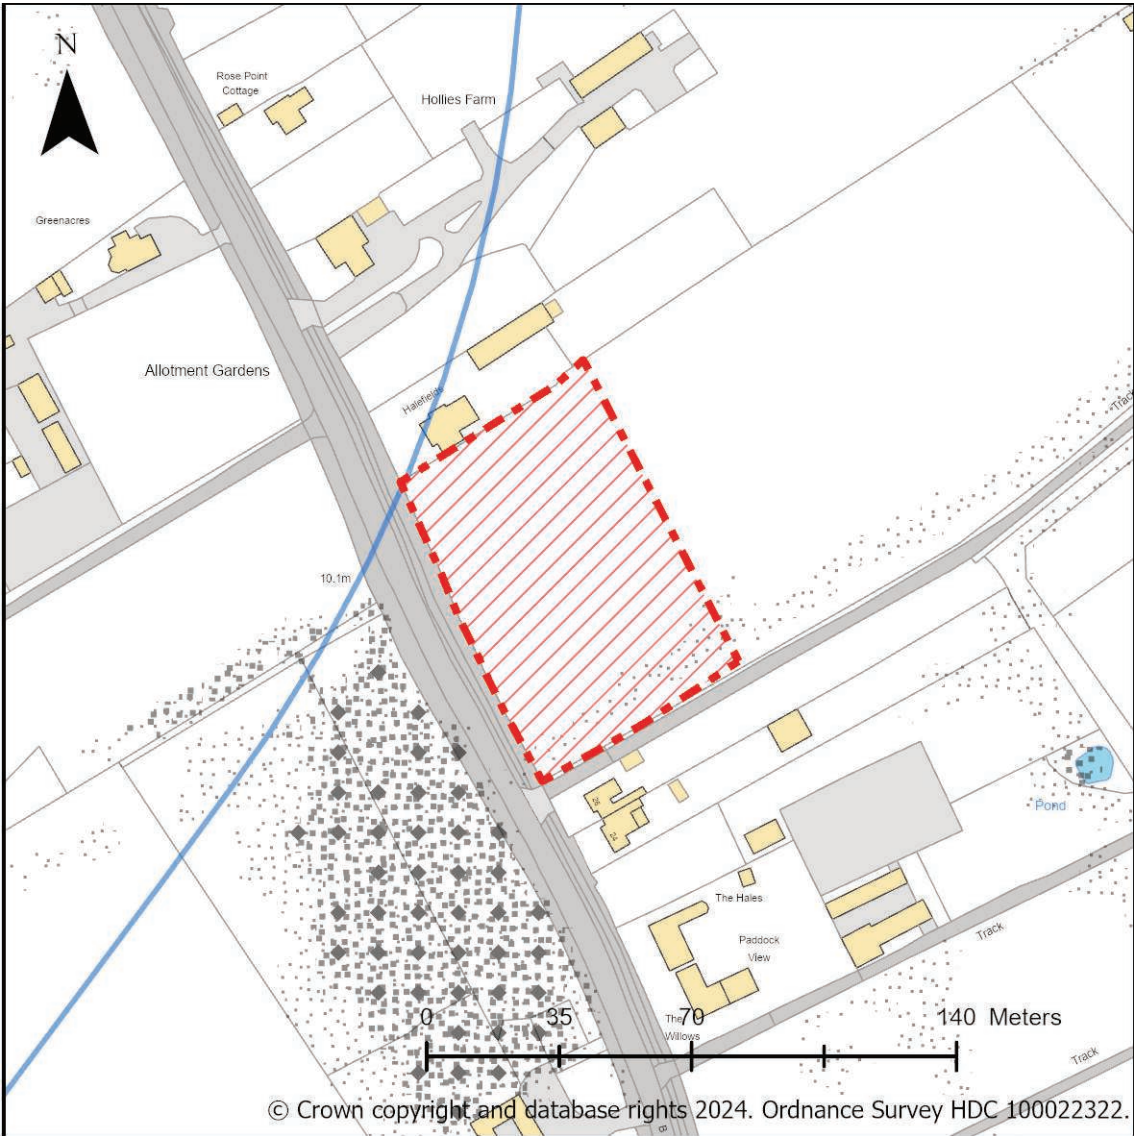 N
Rose Point
Cottage
Hollies Farm
Greenacres
Allotment Gardens
Halefields
Track
10.1m
Pond
The Hales
Paddock
View
Track
The
Willows
Track
0 35 70 140 Meters
© Crown copyright and database rights 2024. Ordnance Survey HDC 100022322.